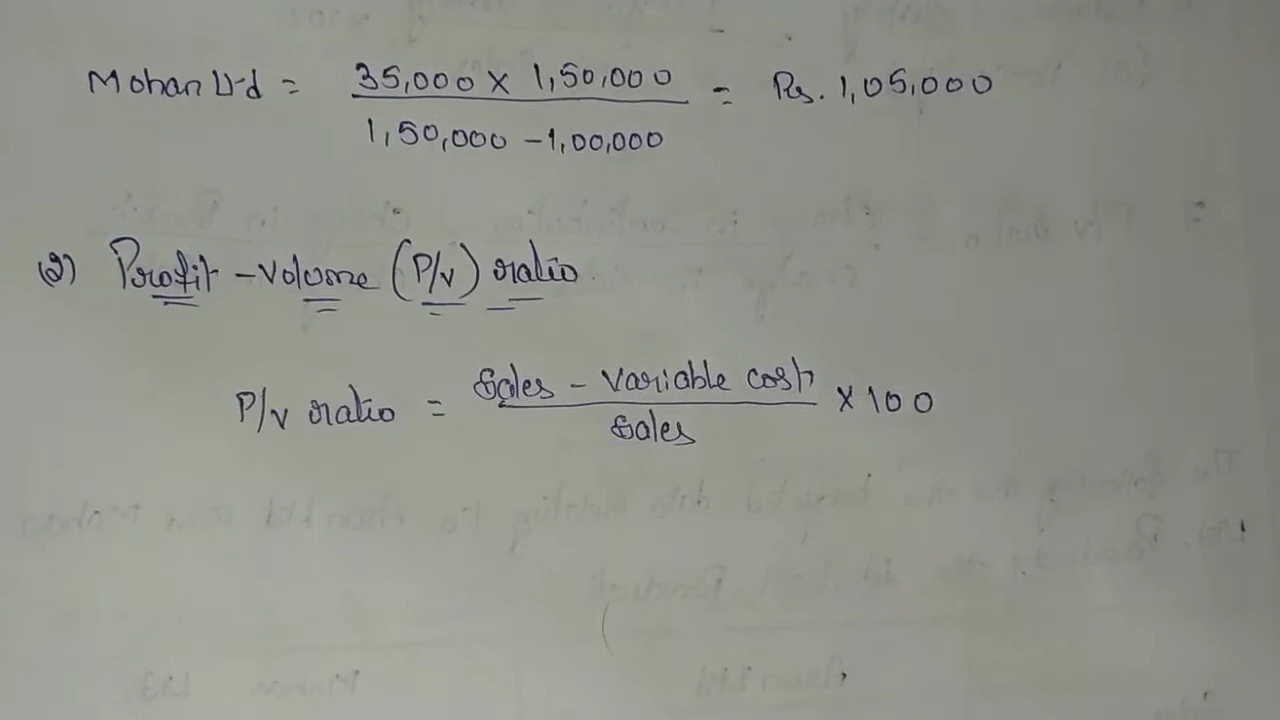 Mohan Ltd = 35,000 × 1,50,000 / 1,50,000 - 1,00,000 = Rs. 1,05,000
(2) Profit - Volume (P/v) ratio
P/v ratio = Sales - Variable cost / Sales × 100